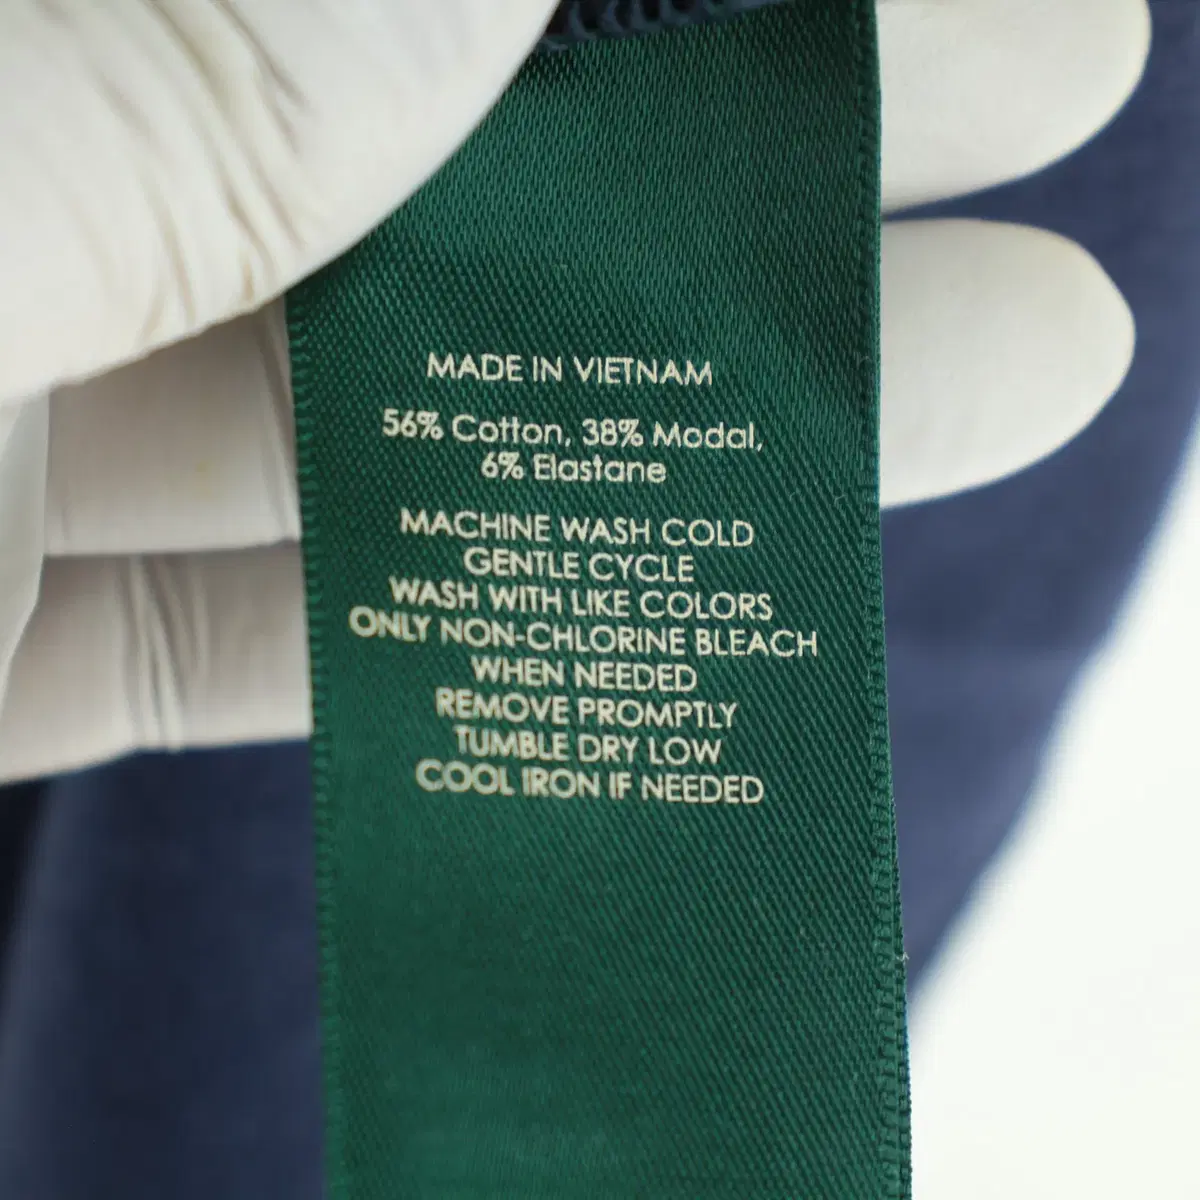 MADE IN VIETNAM
56% Cotton, 38% Modal,
6% Elastane
MACHINE WASH COLD
GENTLE CYCLE
WASH WITH LIKE COLORS
ONLY NON-CHLORINE BLEACH
WHEN NEEDED
REMOVE PROMPTLY
TUMBLE DRY LOW
COOL IRON IF NEEDED